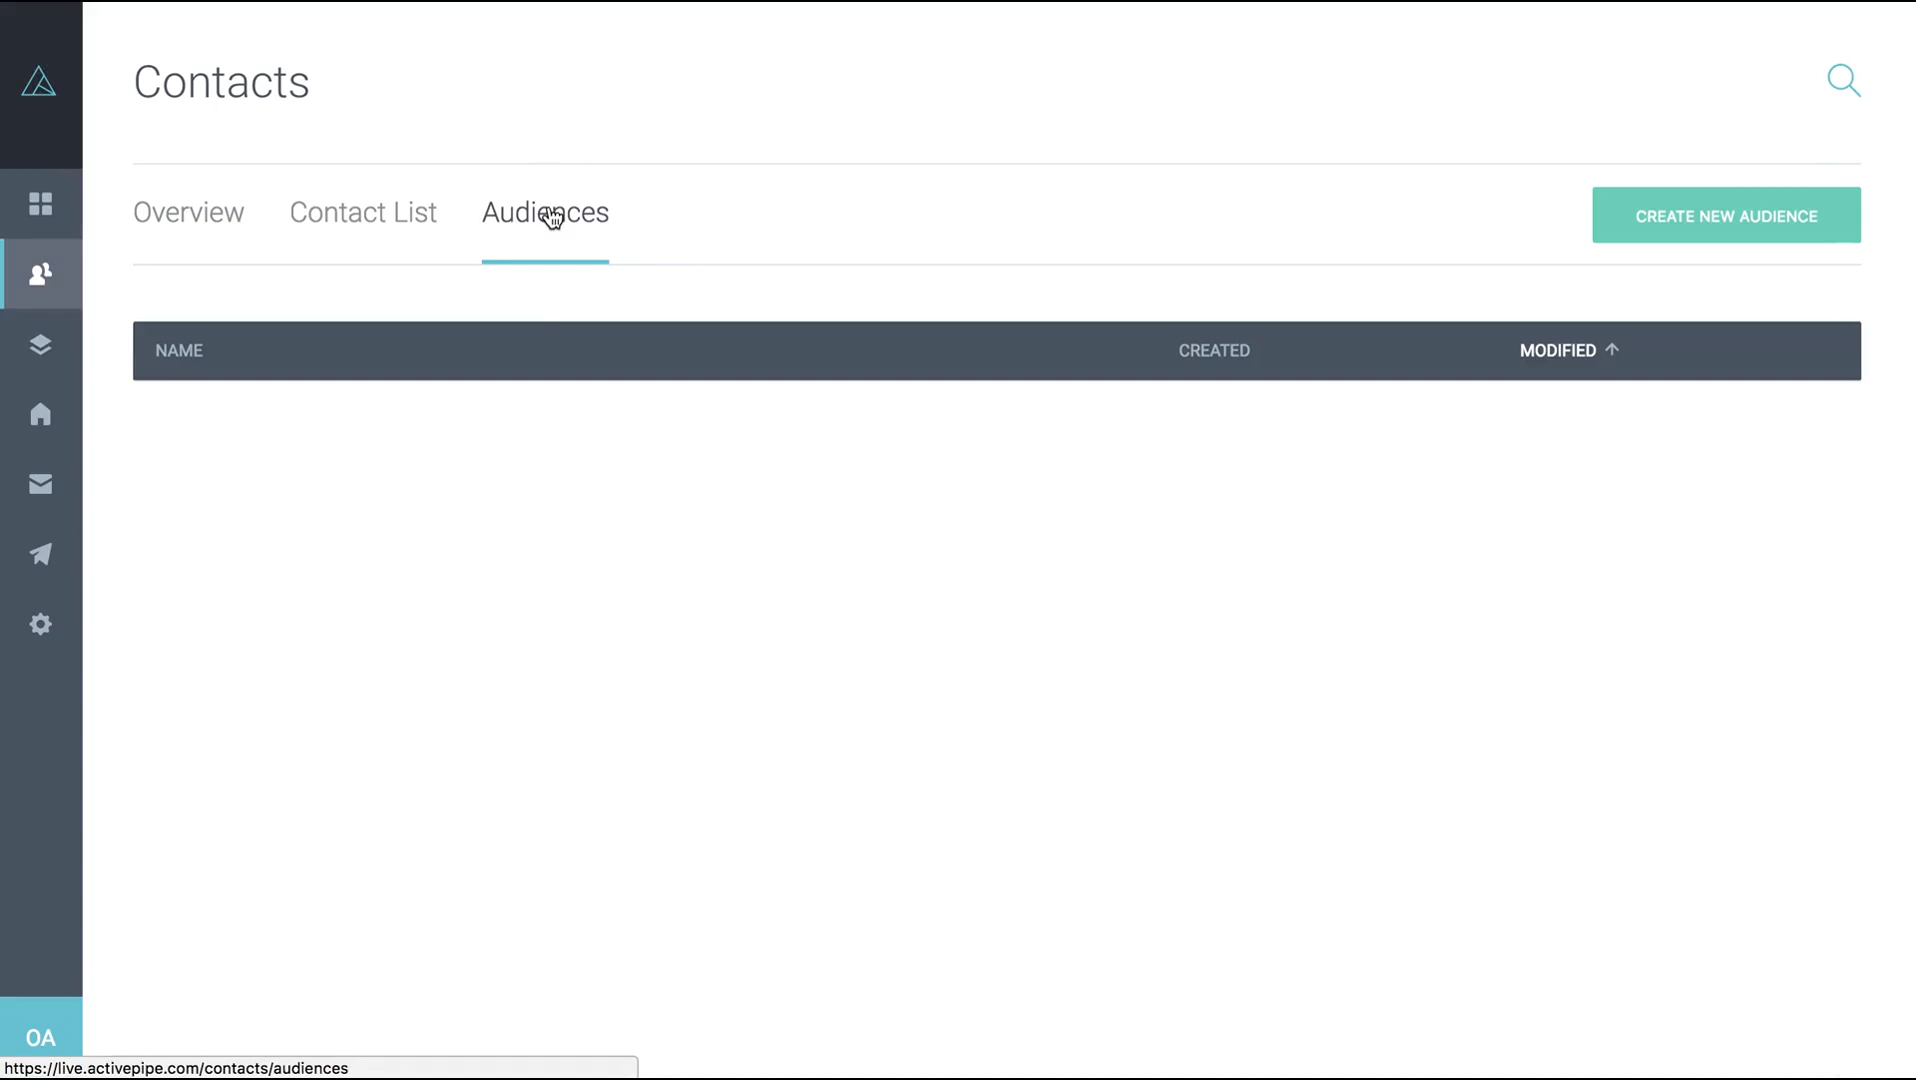 Contacts
Overview Contact List Audiences CREATE NEW AUDIENCE
NAME CREATED MODIFIED
OA
https://live.activepipe.com/contacts/audiences